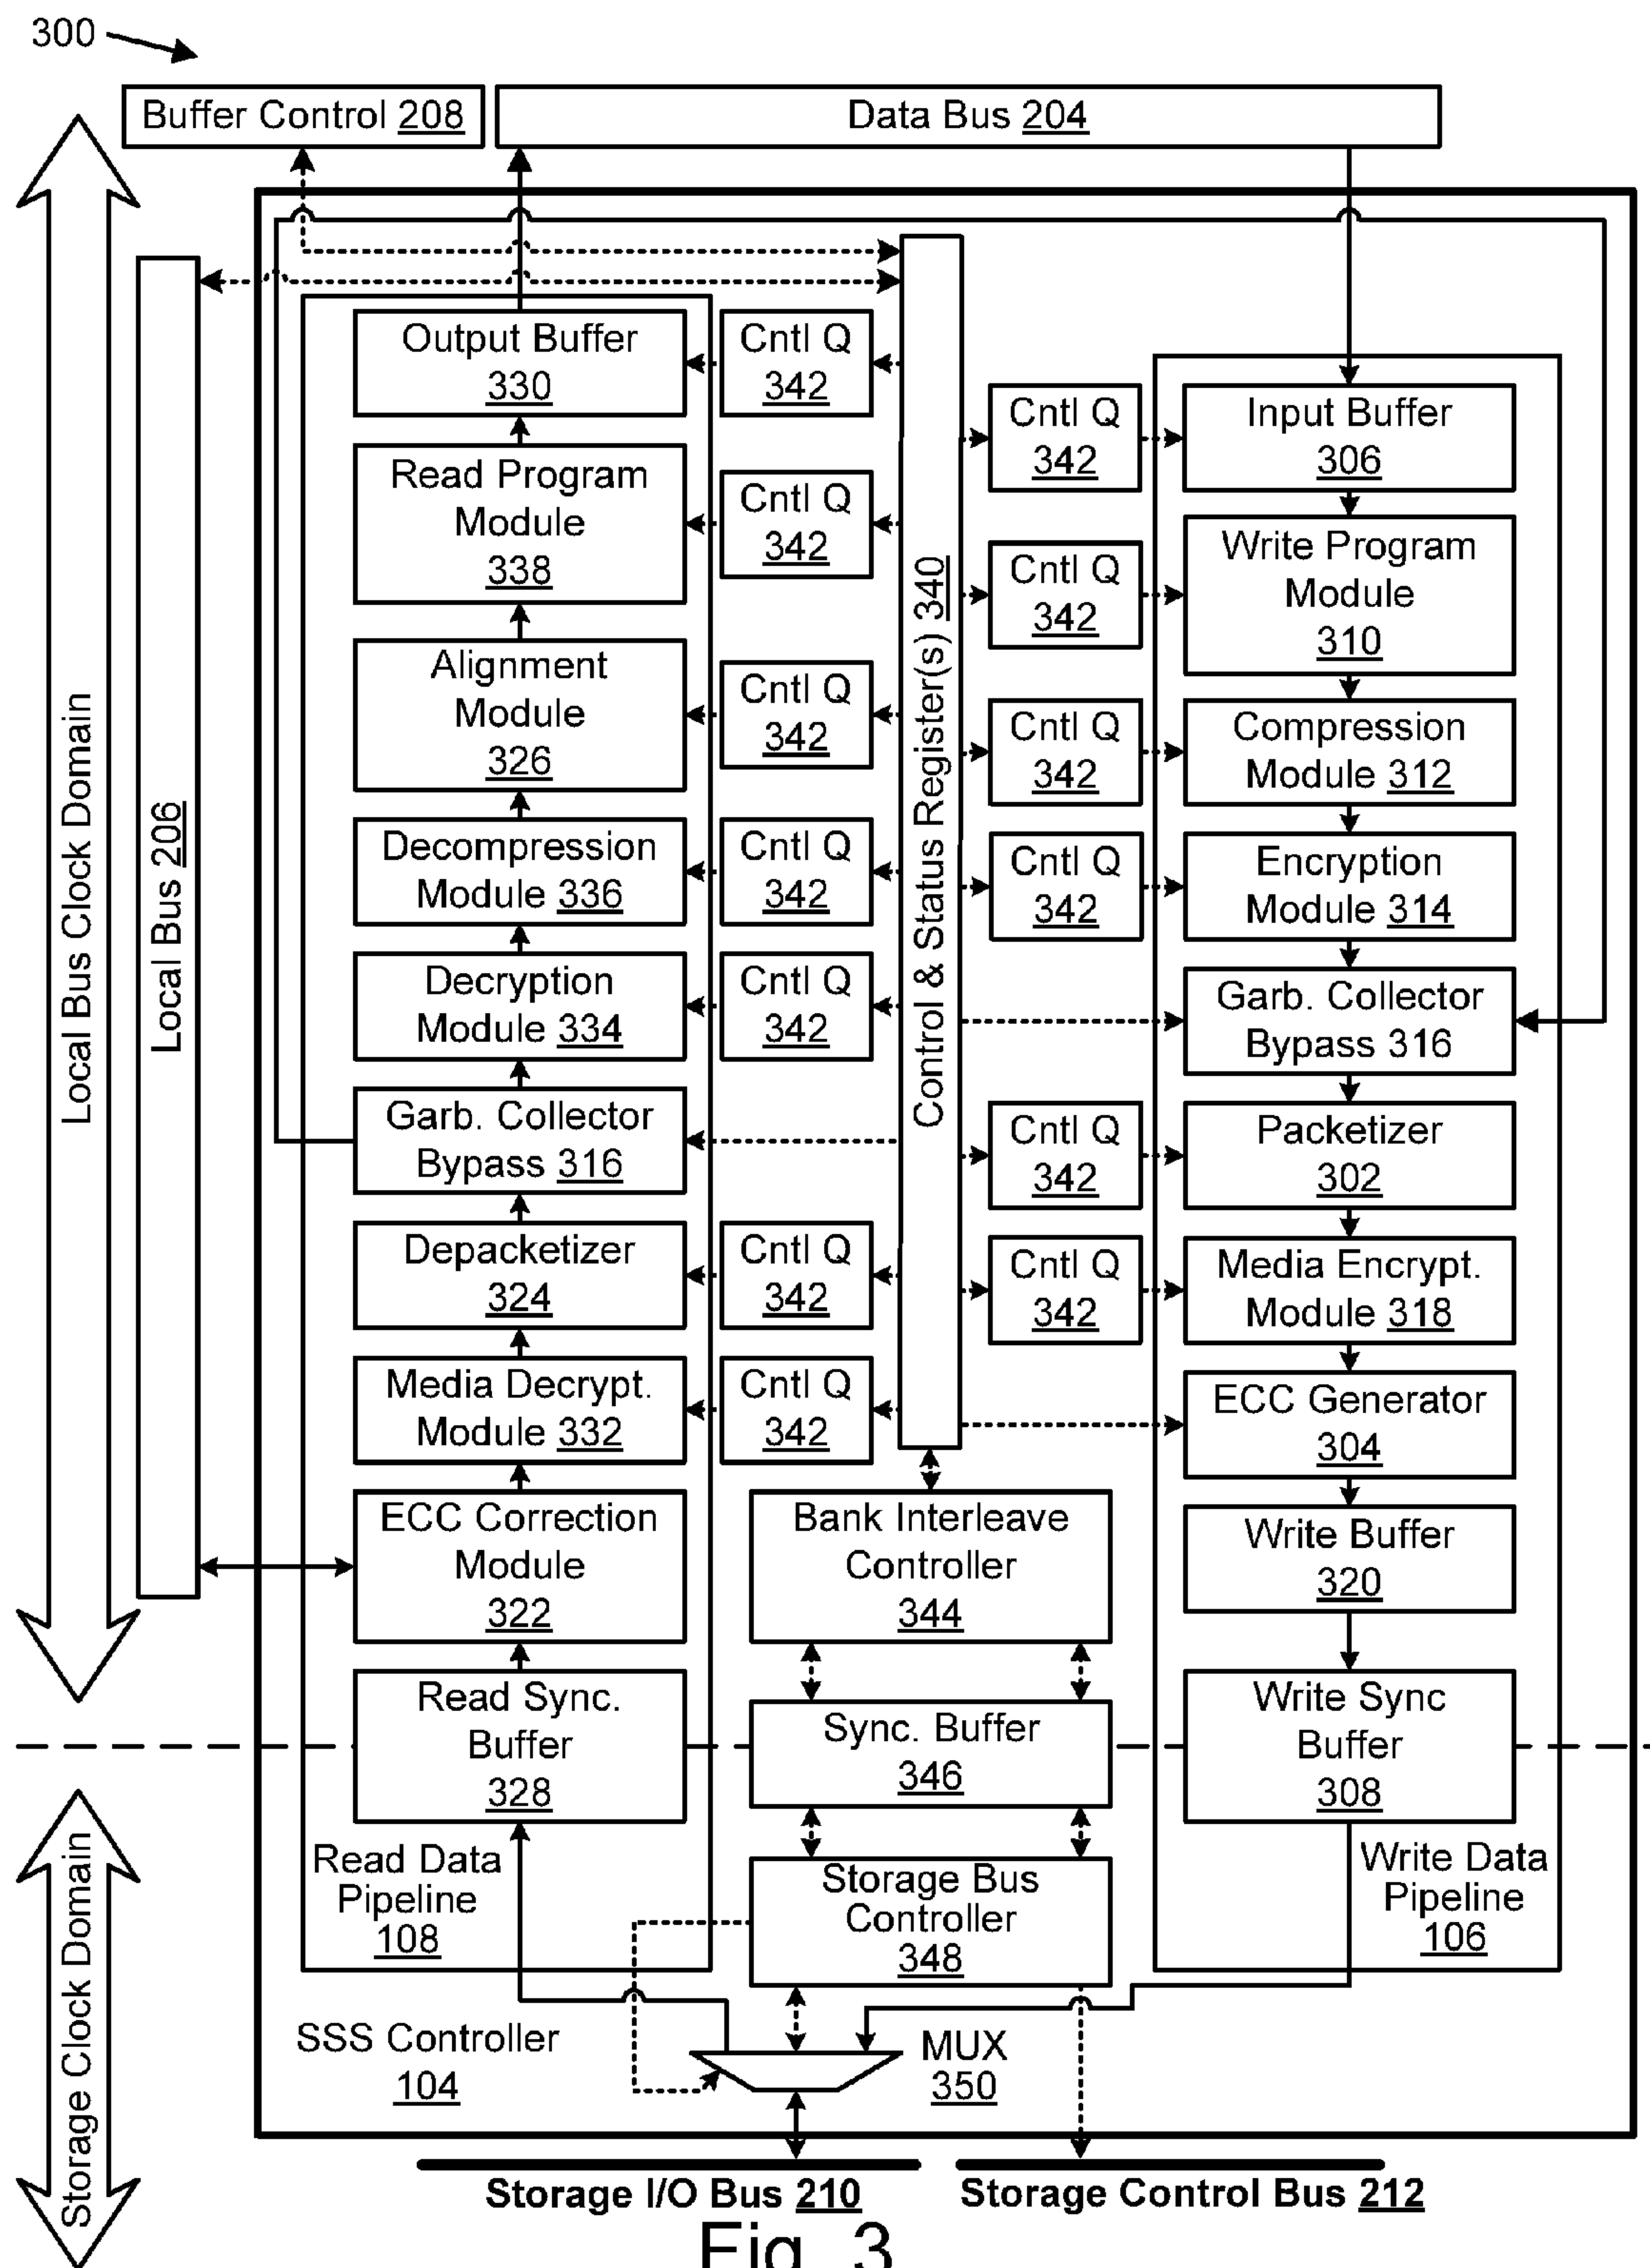 300
Buffer Control 208
Data Bus 204
Local Bus Clock Domain
Local Bus 206
Output Buffer
330
Read Program
Module
338
Alignment
Module
326
Decompression
Module 336
Decryption
Module 334
Garb. Collector
Bypass 316
Depacketizer
324
Media Decrypt.
Module 332
ECC Correction
Module
322
Read Sync.
Buffer
328
Read Data
Pipeline
108
Cntl Q
342
Cntl Q
342
Cntl Q
342
Cntl Q
342
Cntl Q
342
Cntl Q
342
Cntl Q
342
Control & Status Register(s) 340
Cntl Q
342
Cntl Q
342
Cntl Q
342
Cntl Q
342
Cntl Q
342
Cntl Q
342
Input Buffer
306
Write Program
Module
310
Compression
Module 312
Encryption
Module 314
Garb. Collector
Bypass 316
Packetizer
302
Media Encrypt.
Module 318
ECC Generator
304
Write Buffer
320
Write Sync
Buffer
308
Write Data
Pipeline
106
Bank Interleave
Controller
344
Sync. Buffer
346
Storage Bus
Controller
348
Storage Clock Domain
SSS Controller
104
MUX
350
Storage I/O Bus 210
Storage Control Bus 212
Fig. 3